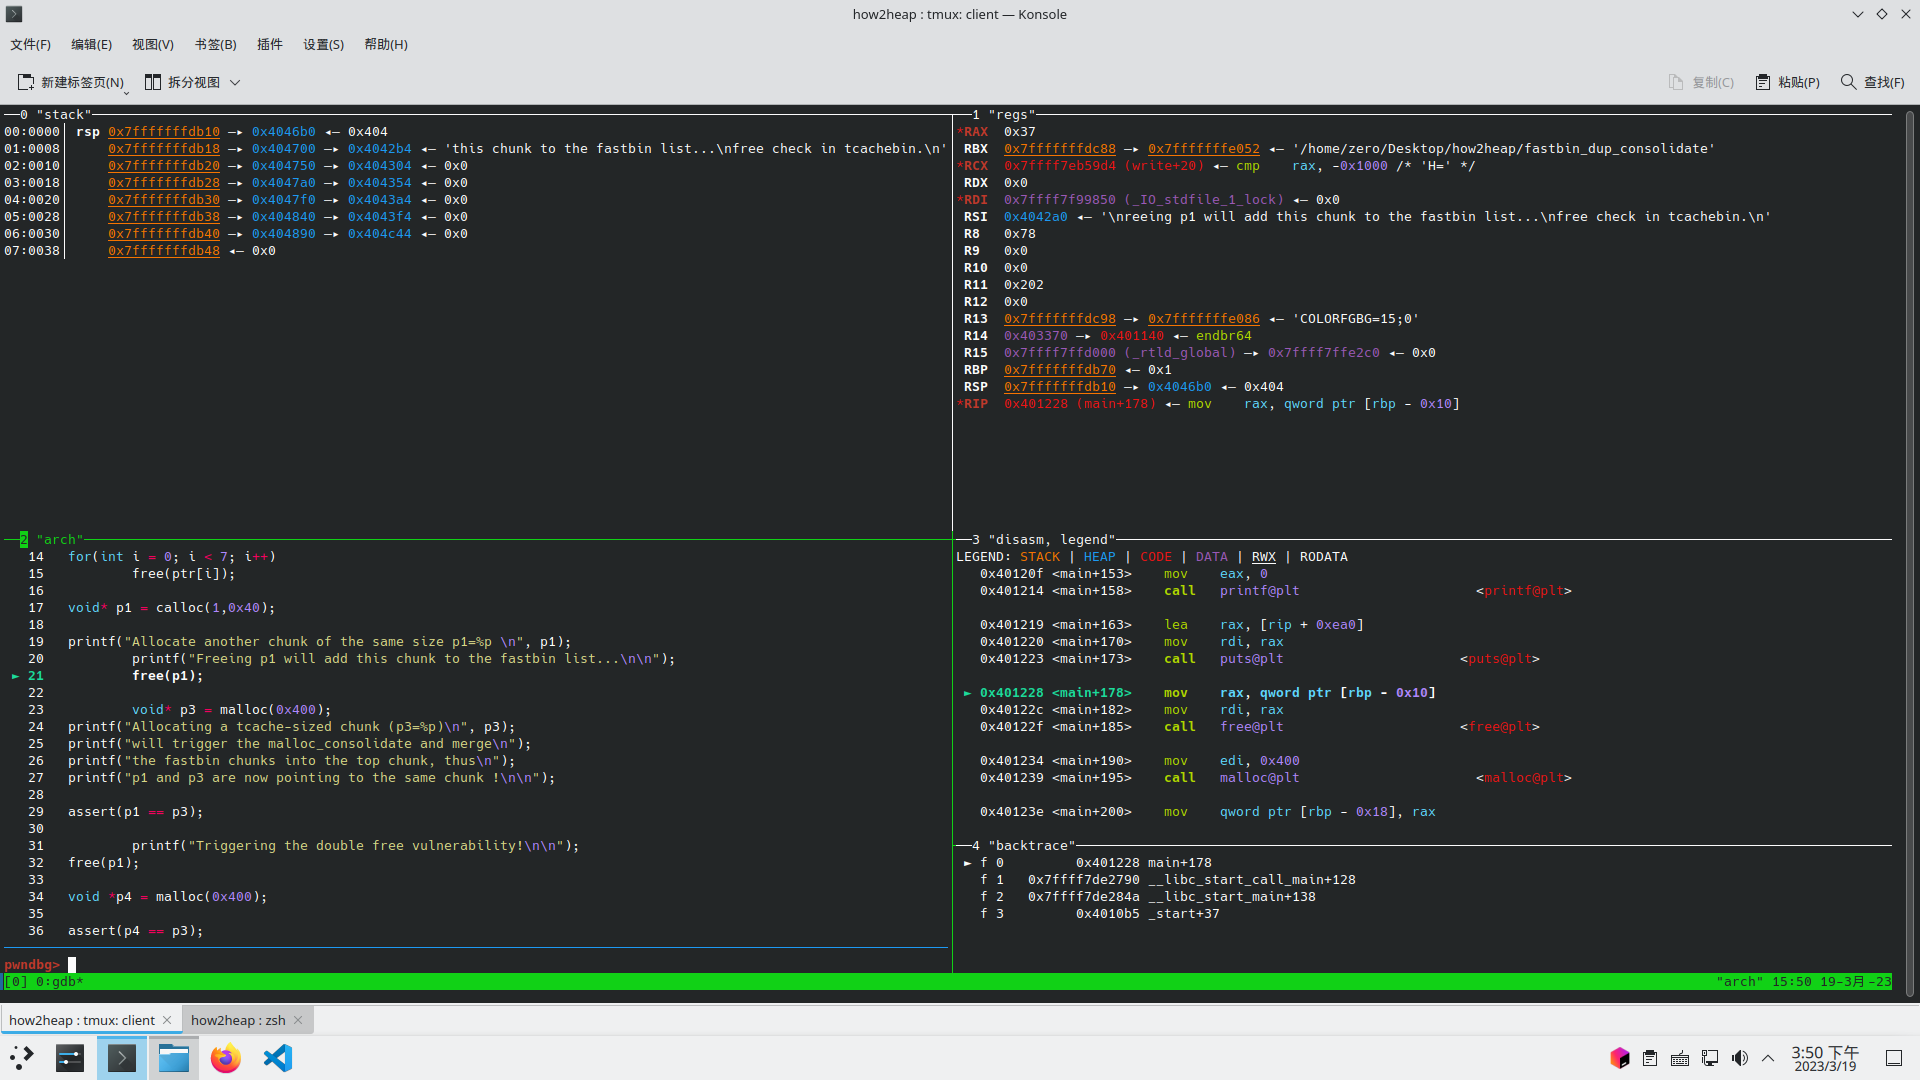 how2heap : tmux: client — Konsole
文件(F) 编辑(E) 视图(V) 书签(B) 插件 设置(S) 帮助(H)
新建标签页(N) 拆分视图 复制(C) 粘贴(P) 查找(F)
0 "stack"
00:0000│ rsp 0x7fffffffdb10 —▸ 0x4046b0 ◂— 0x404
01:0008│ 0x7fffffffdb18 —▸ 0x404700 —▸ 0x4042b4 ◂— 'this chunk to the fastbin list...\nfree check in tcachebin.\n'
02:0010│ 0x7fffffffdb20 —▸ 0x404750 —▸ 0x404304 ◂— 0x0
03:0018│ 0x7fffffffdb28 —▸ 0x4047a0 —▸ 0x404354 ◂— 0x0
04:0020│ 0x7fffffffdb30 —▸ 0x4047f0 —▸ 0x4043a4 ◂— 0x0
05:0028│ 0x7fffffffdb38 —▸ 0x404840 —▸ 0x4043f4 ◂— 0x0
06:0030│ 0x7fffffffdb40 —▸ 0x404890 —▸ 0x404c44 ◂— 0x0
07:0038│ 0x7fffffffdb48 ◂— 0x0
1 "regs"
*RAX 0x37
RBX 0x7fffffffdc88 —▸ 0x7fffffffe052 ◂— '/home/zero/Desktop/how2heap/fastbin_dup_consolidate'
*RCX 0x7ffff7eb59d4 (write+20) ◂— cmp rax, -0x1000 /* 'H=' */
RDX 0x0
*RDI 0x7ffff7f99850 (_IO_stdfile_1_lock) ◂— 0x0
RSI 0x4042a0 ◂— '\nreeing p1 will add this chunk to the fastbin list...\nfree check in tcachebin.\n'
R8 0x78
R9 0x0
R10 0x0
R11 0x202
R12 0x0
R13 0x7fffffffdc98 —▸ 0x7fffffffe086 ◂— 'COLORFGBG=15;0'
R14 0x403370 —▸ 0x401140 ◂— endbr64
R15 0x7ffff7ffd000 (_rtld_global) —▸ 0x7ffff7ffe2c0 ◂— 0x0
RBP 0x7fffffffdb70 ◂— 0x1
RSP 0x7fffffffdb10 —▸ 0x4046b0 ◂— 0x404
*RIP 0x401228 (main+178) ◂— mov rax, qword ptr [rbp - 0x10]
2 "arch"
14 for(int i = 0; i < 7; i++)
15 free(ptr[i]);
16
17 void* p1 = calloc(1,0x40);
18
19 printf("Allocate another chunk of the same size p1=%p \n", p1);
20 printf("Freeing p1 will add this chunk to the fastbin list...\n\n");
► 21 free(p1);
22
23 void* p3 = malloc(0x400);
24 printf("Allocating a tcache-sized chunk (p3=%p)\n", p3);
25 printf("will trigger the malloc_consolidate and merge\n");
26 printf("the fastbin chunks into the top chunk, thus\n");
27 printf("p1 and p3 are now pointing to the same chunk !\n\n");
28
29 assert(p1 == p3);
30
31 printf("Triggering the double free vulnerability!\n\n");
32 free(p1);
33
34 void *p4 = malloc(0x400);
35
36 assert(p4 == p3);
pwndbg>
3 "disasm, legend"
LEGEND: STACK | HEAP | CODE | DATA | RWX | RODATA
0x40120f <main+153> mov eax, 0
0x401214 <main+158> call printf@plt <printf@plt>
0x401219 <main+163> lea rax, [rip + 0xea0]
0x401220 <main+170> mov rdi, rax
0x401223 <main+173> call puts@plt <puts@plt>
► 0x401228 <main+178> mov rax, qword ptr [rbp - 0x10]
0x40122c <main+182> mov rdi, rax
0x40122f <main+185> call free@plt <free@plt>
0x401234 <main+190> mov edi, 0x400
0x401239 <main+195> call malloc@plt <malloc@plt>
0x40123e <main+200> mov qword ptr [rbp - 0x18], rax
4 "backtrace"
► f 0 0x401228 main+178
f 1 0x7ffff7de2790 __libc_start_call_main+128
f 2 0x7ffff7de284a __libc_start_main+138
f 3 0x4010b5 _start+37
[0] 0:gdb* "arch" 15:50 19-3月-23
how2heap : tmux: client how2heap : zsh
3:50 下午
2023/3/19